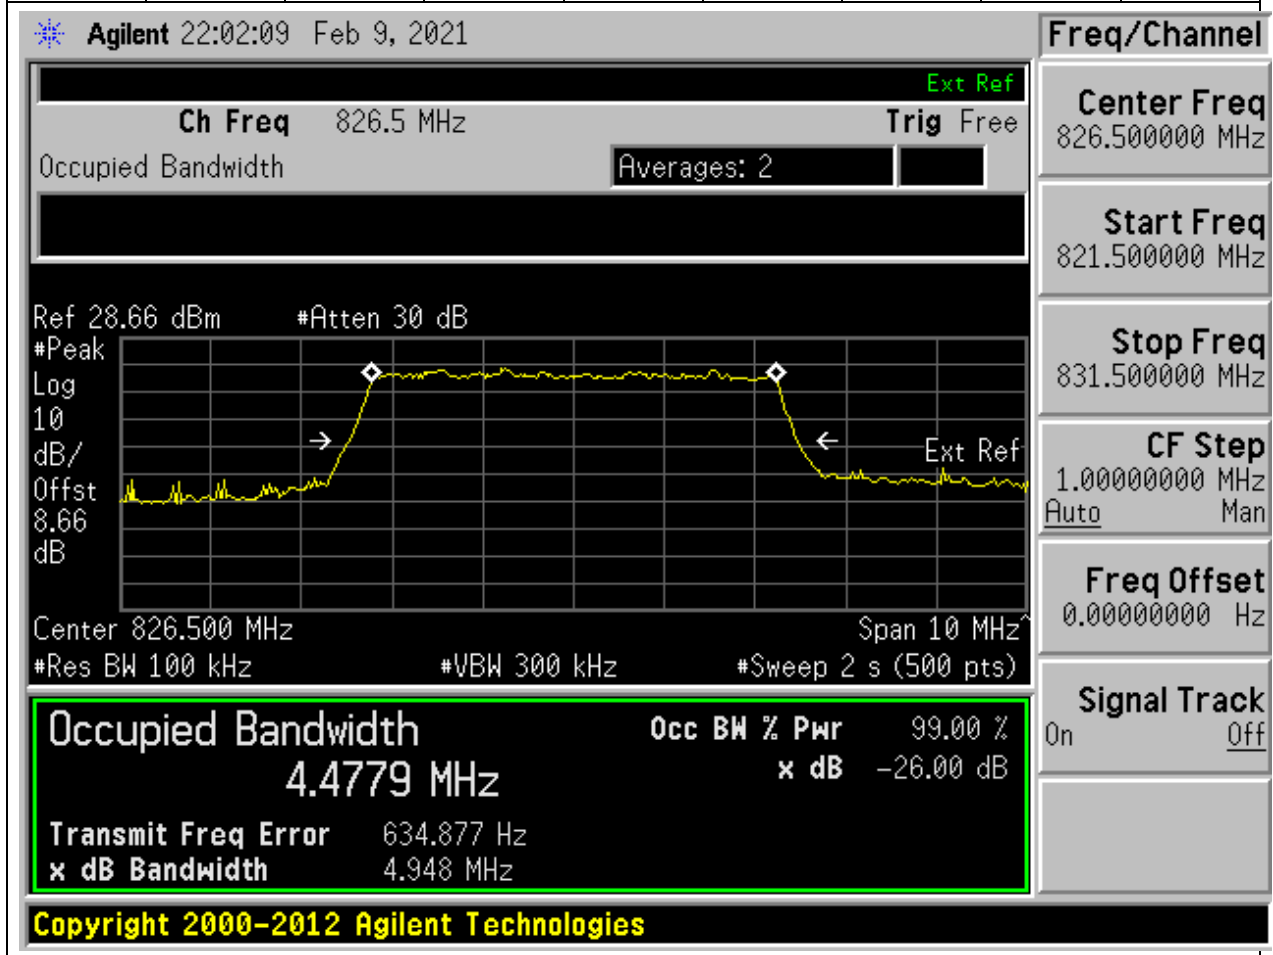 Agilent 22:02:09 Feb 9, 2021
Freq/Channel
Ext Ref
Ch Freq 826.5 MHz Trig Free
Occupied Bandwidth Averages: 2
Center Freq
826.500000 MHz
Start Freq
821.500000 MHz
Stop Freq
831.500000 MHz
CF Step
1.00000000 MHz
Auto Man
Freq Offset
0.00000000 Hz
Signal Track
On Off
Ref 28.66 dBm #Atten 30 dB
#Peak
Log
10
dB/
Offst
8.66
dB
Ext Ref
Center 826.500 MHz Span 10 MHz^
#Res BW 100 kHz #VBW 300 kHz #Sweep 2 s (500 pts)
Occupied Bandwidth Occ BW % Pwr 99.00 %
4.4779 MHz x dB -26.00 dB
Transmit Freq Error 634.877 Hz
x dB Bandwidth 4.948 MHz
Copyright 2000-2012 Agilent Technologies